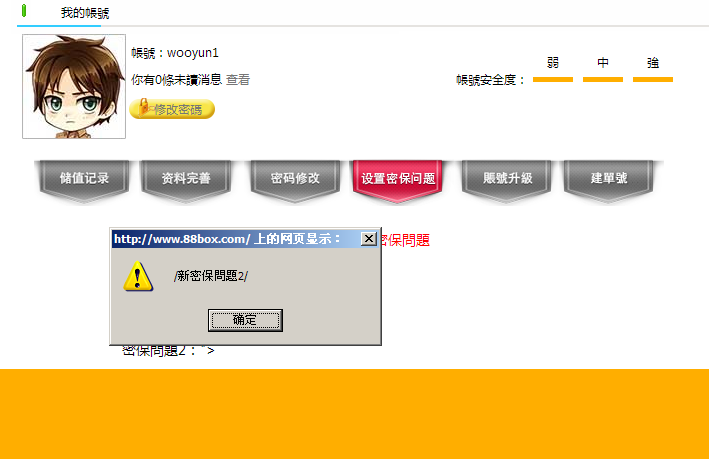 我的帳號
帳號：wooyun1
你有0條未讀消息 查看
修改密碼
帳號安全度：
弱 中 強
储值记录 资料完善 密码修改 设置密保问题 賬號升級 建單號
密保問題
http://www.88box.com/ 上的网页显示：
/新密保問題2/
确定
密保問題2："&gt;